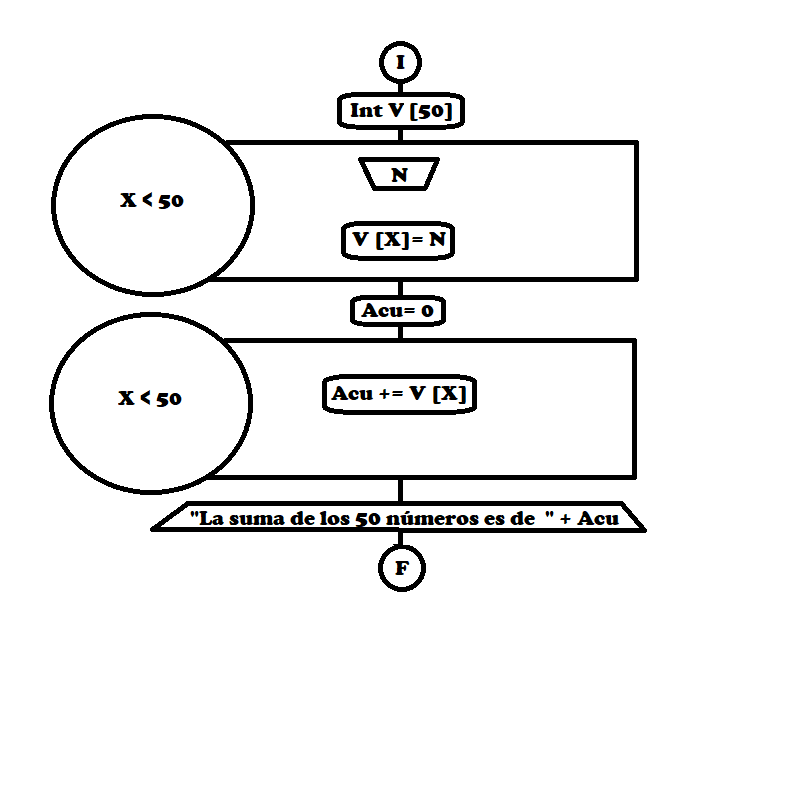 I
Int V [50]
X < 50
N
V [X]= N
Acu= 0
X < 50
Acu += V [X]
"La suma de los 50 números es de " + Acu
F